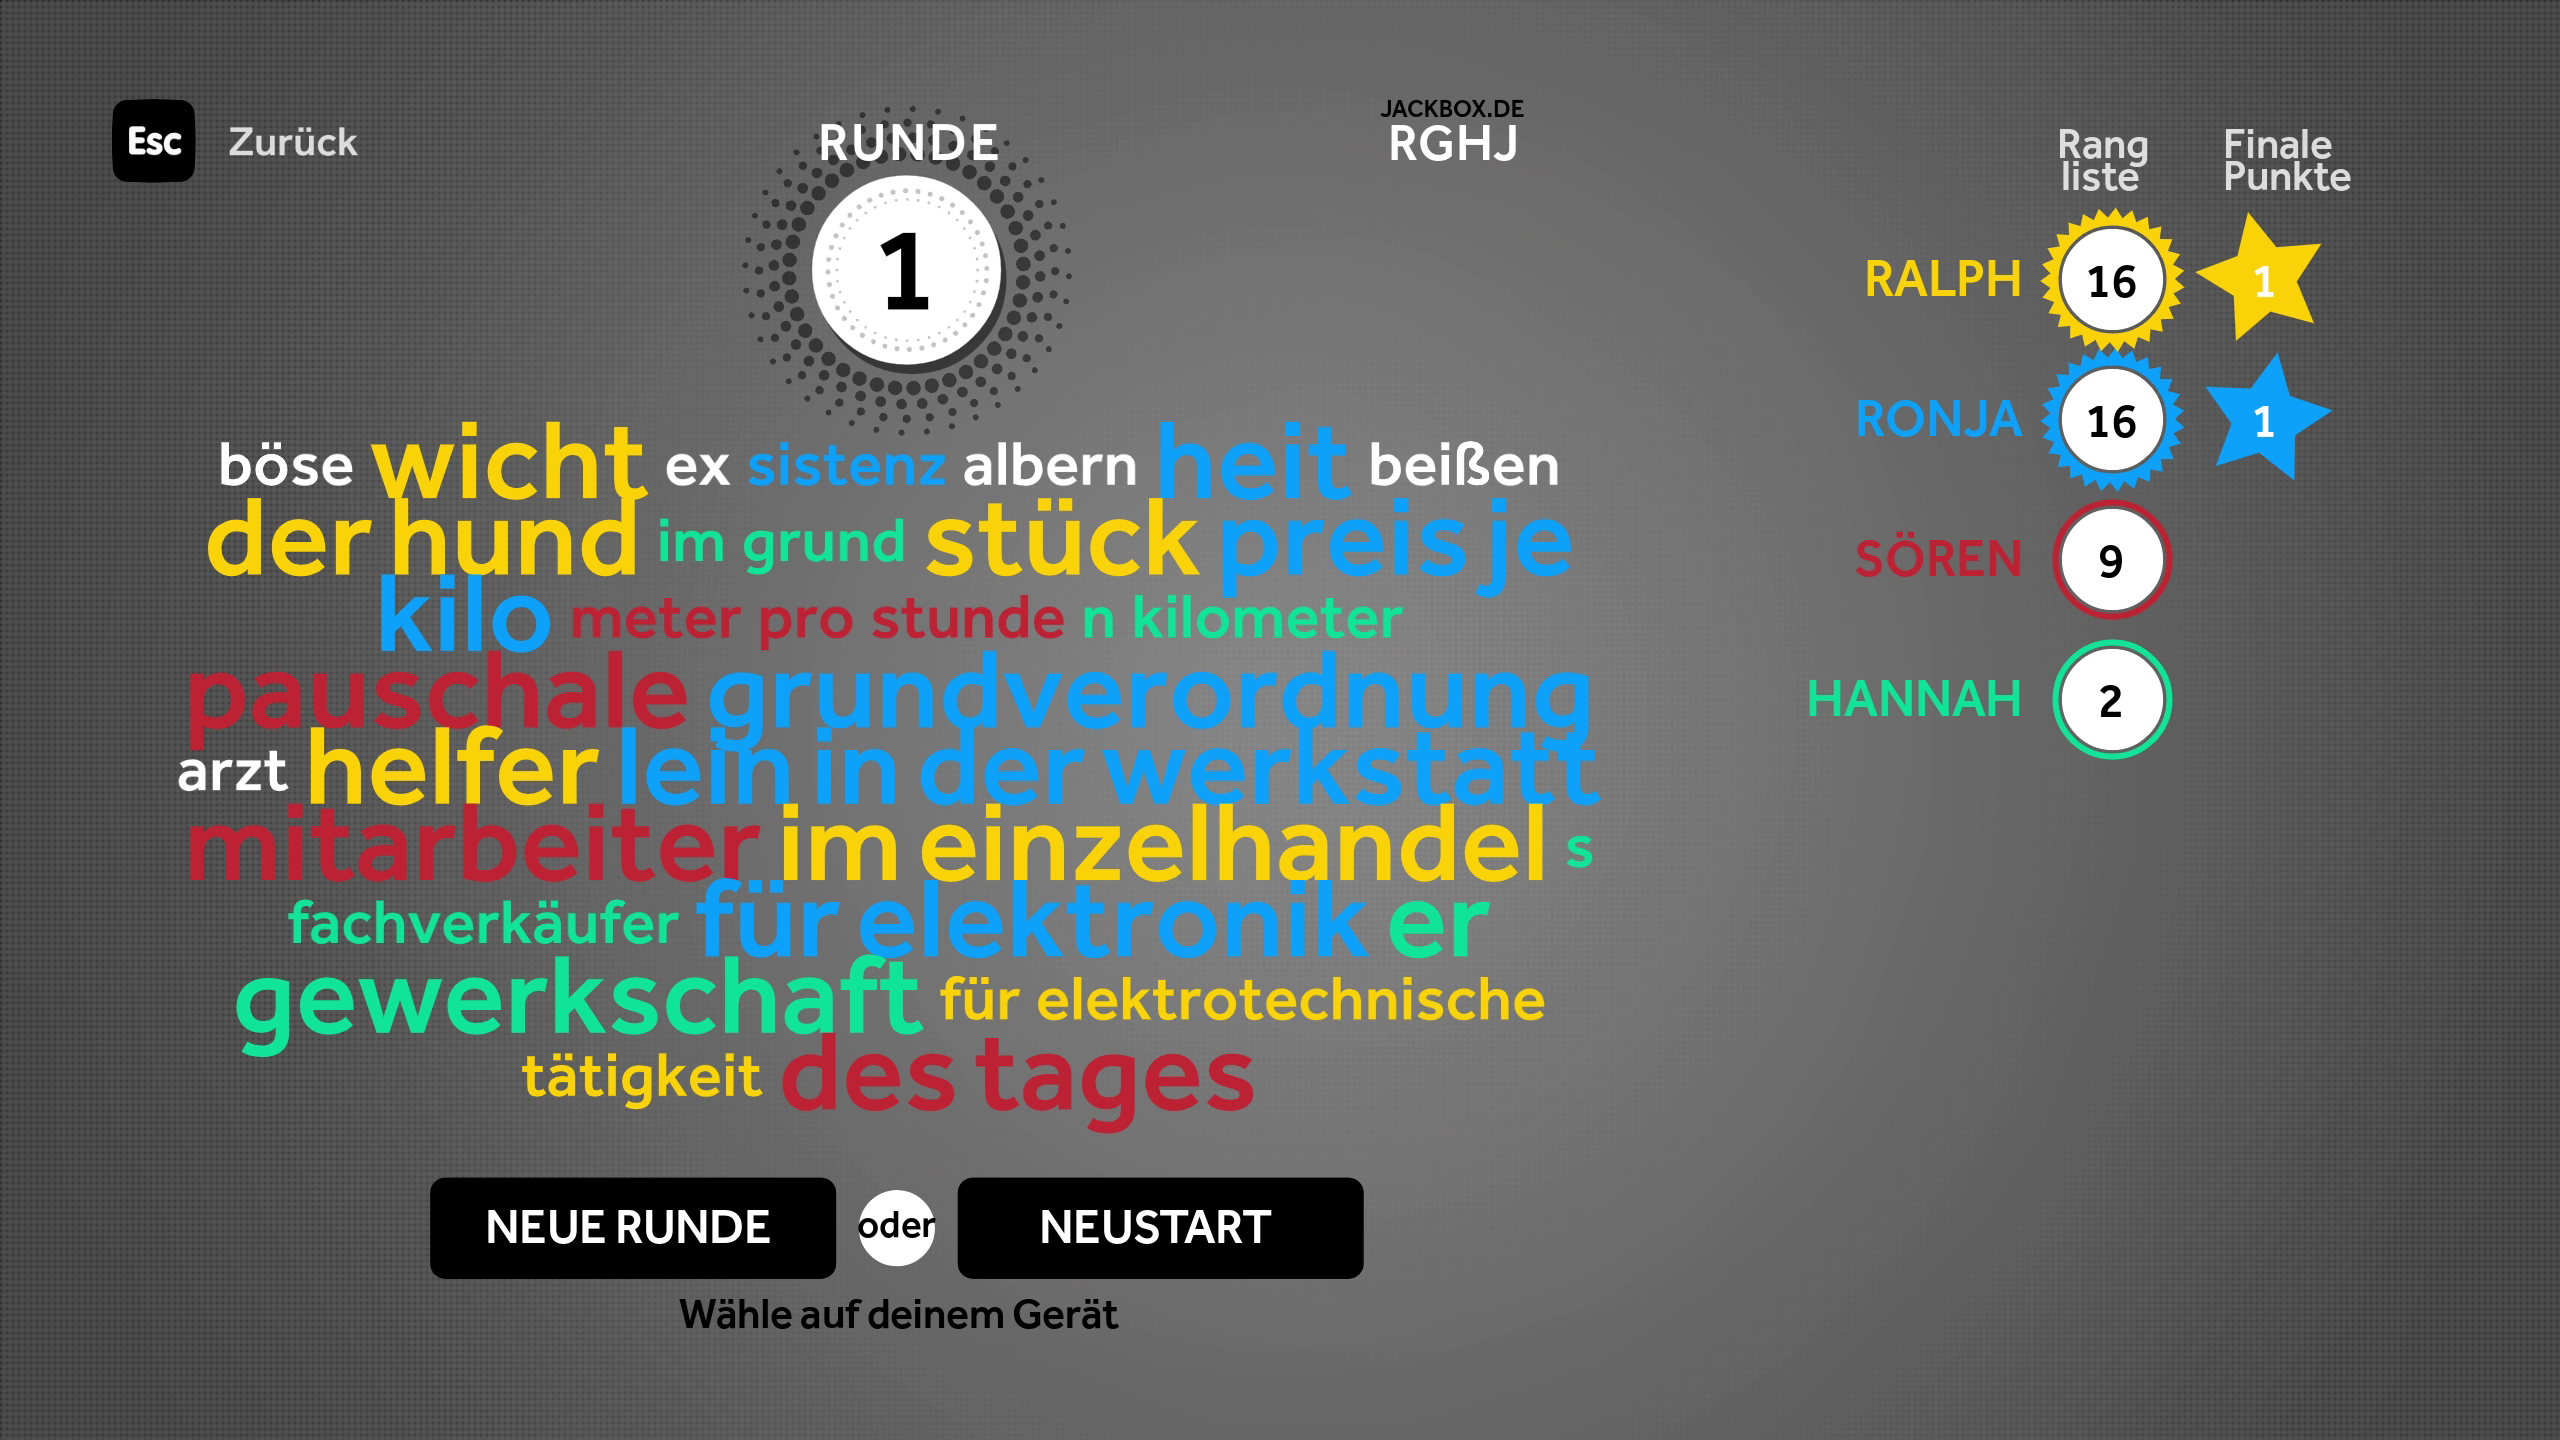 Esc Zurück
RUNDE
1
JACKBOX.DE
RGHJ
böse wicht ex sistenz albern heit beißen
der hund im grund stück preis je
kilo meter pro stunde n kilometer
pauschale grundverordnung
arzt helfer lein in der werkstatt
mitarbeiter im einzelhandel s
fachverkäufer für elektronik er
gewerkschaft für elektrotechnische
tätigkeit des tages
NEUE RUNDE oder NEUSTART
Wähle auf deinem Gerät
Rang
liste
Finale
Punkte
RALPH 16 1
RONJA 16 1
SÖREN 9
HANNAH 2